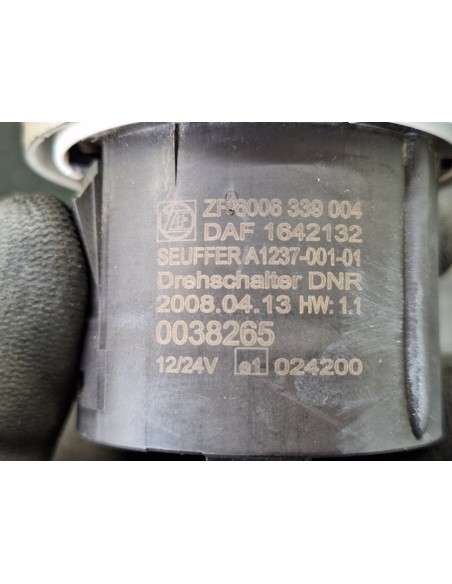 ZF 6006 339 004
DAF 1642132
SEUFFER A1237-001-01
Drehschalter DNR
2008.04.13 HW: 1.1
0038265
12/24V e1 024200